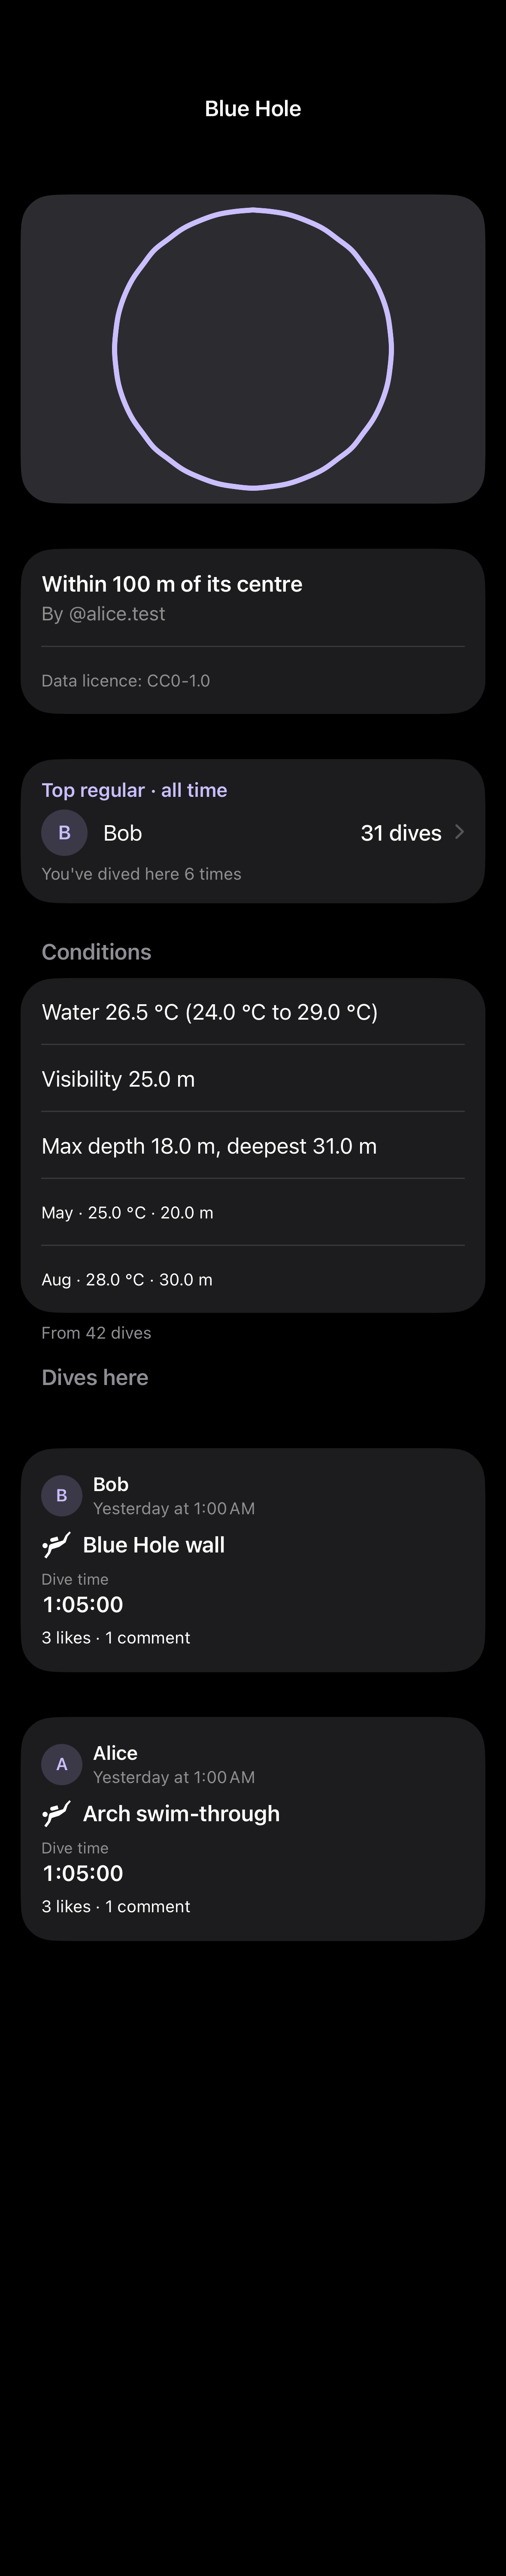 Blue Hole
Within 100 m of its centre
By @alice.test
Data licence: CC0-1.0
Top regular · all time
B
Bob
31 dives
You've dived here 6 times
Conditions
Water 26.5 °C (24.0 °C to 29.0 °C)
Visibility 25.0 m
Max depth 18.0 m, deepest 31.0 m
May · 25.0 °C · 20.0 m
Aug · 28.0 °C · 30.0 m
From 42 dives
Dives here
B
Bob
Yesterday at 1:00 AM
Blue Hole wall
Dive time
1:05:00
3 likes · 1 comment
A
Alice
Yesterday at 1:00 AM
Arch swim-through
Dive time
1:05:00
3 likes · 1 comment